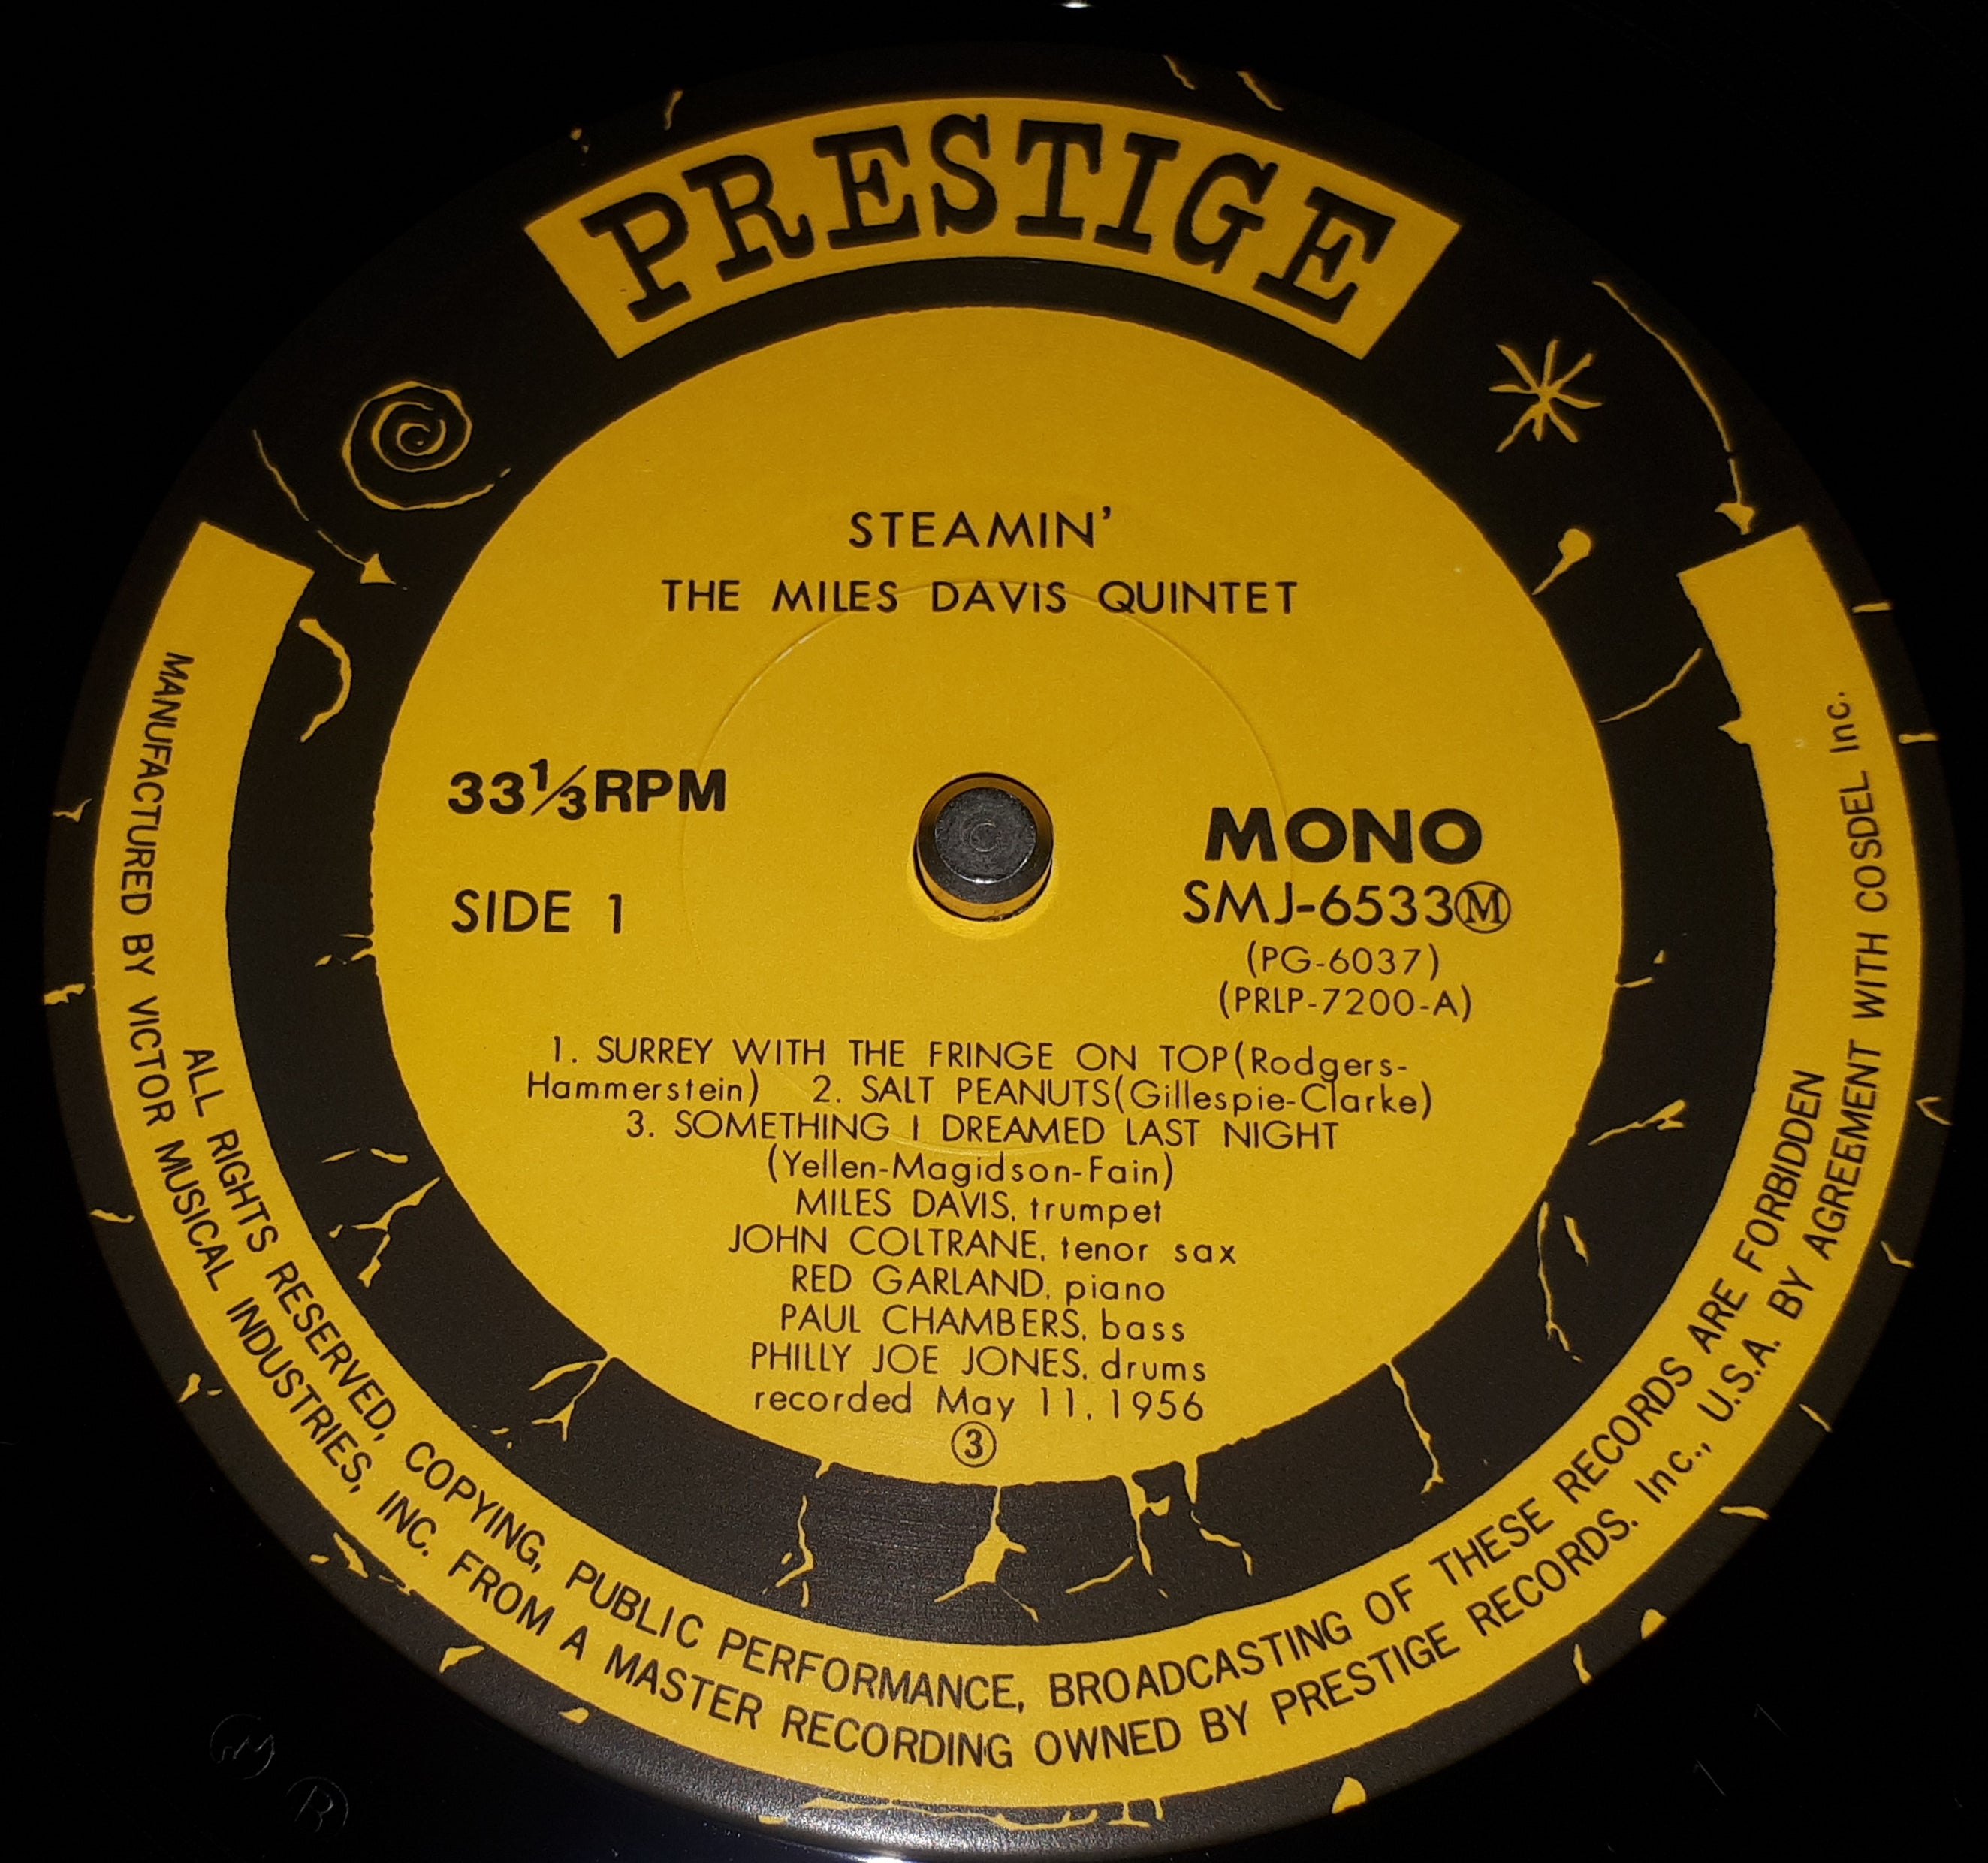 PRESTIGE
STEAMIN’
THE MILES DAVIS QUINTET
33⅓RPM
SIDE 1
MONO
SMJ-6533Ⓜ
(PG-6037)
(PRLP-7200-A)
1. SURREY WITH THE FRINGE ON TOP(Rodgers-
Hammerstein) 2. SALT PEANUTS(Gillespie-Clarke)
3. SOMETHING I DREAMED LAST NIGHT
(Yellen-Magidson-Fain)
MILES DAVIS, trumpet
JOHN COLTRANE, tenor sax
RED GARLAND, piano
PAUL CHAMBERS, bass
PHILLY JOE JONES, drums
recorded May 11, 1956
③
ALL RIGHTS RESERVED, COPYING, PUBLIC PERFORMANCE, BROADCASTING OF THESE RECORDS ARE FORBIDDEN
MANUFACTURED BY VICTOR MUSICAL INDUSTRIES, INC. FROM A MASTER RECORDING OWNED BY PRESTIGE RECORDS. Inc., U.S.A. BY AGREEMENT WITH COSDEL Inc.